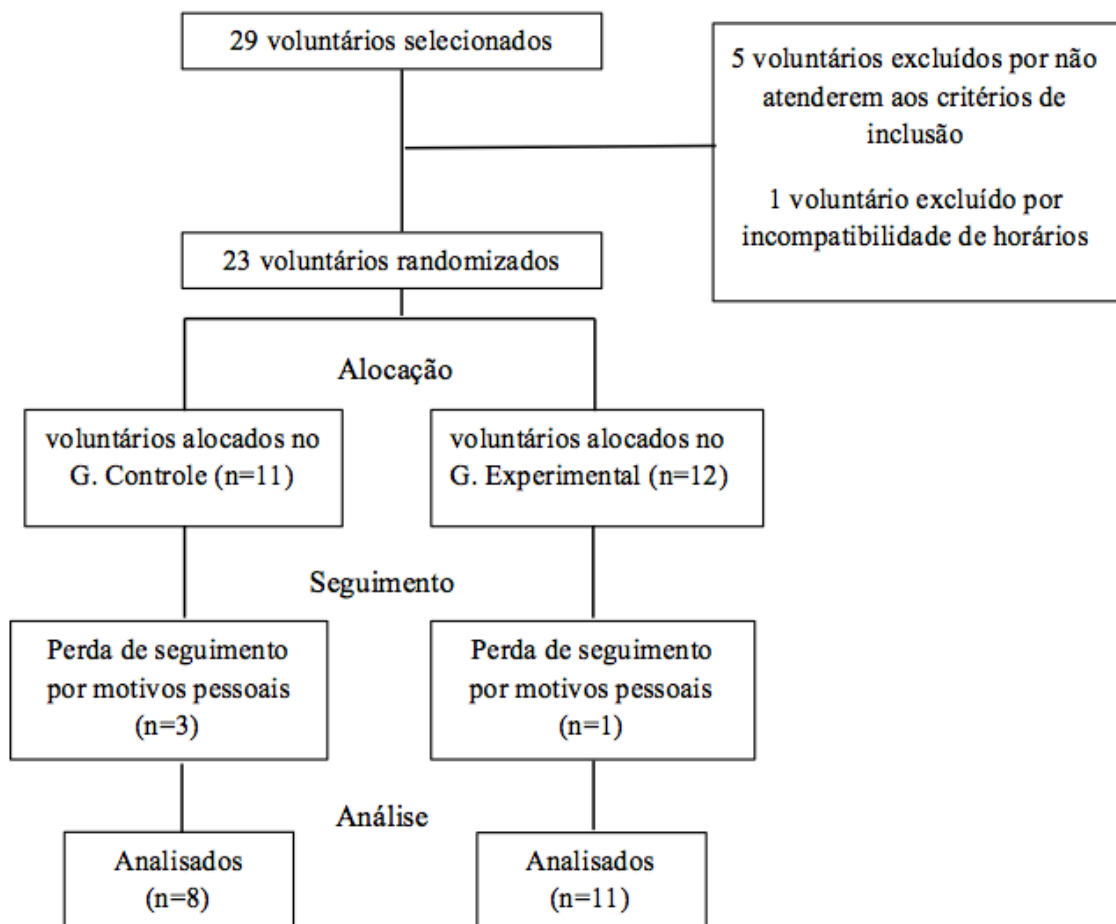 29 voluntários selecionados
5 voluntários excluídos por não
atenderem aos critérios de
inclusão
1 voluntário excluído por
incompatibilidade de horários
23 voluntários randomizados
Alocação
voluntários alocados no
G. Controle (n=11)
voluntários alocados no
G. Experimental (n=12)
Seguimento
Perda de seguimento
por motivos pessoais
(n=3)
Perda de seguimento
por motivos pessoais
(n=1)
Análise
Analisados
(n=8)
Analisados
(n=11)